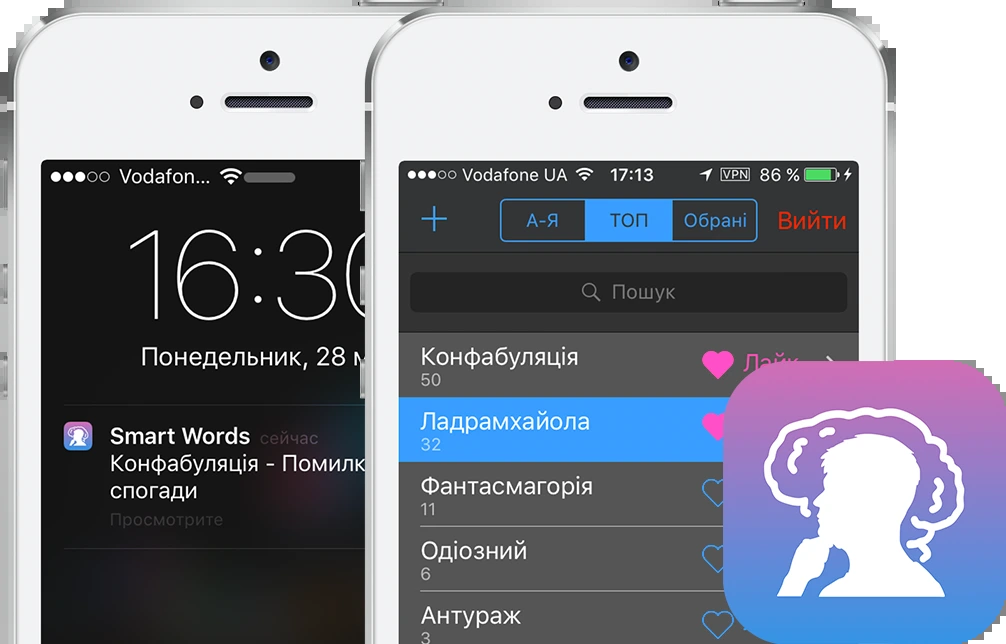 Vodafon...
16:30
Понедельник, 28
Smart Words сейчас
Конфабуляція -
спогади
Просмотрите
Vodafone UA 17:13 VPN 86 %
+ А-Я ТОП Обрані Вийти
Пошук
Конфабуляція
50 Лайк
Ладрамхайола
32
Фантасмагорія
11
Одіозний
6
Антураж
3